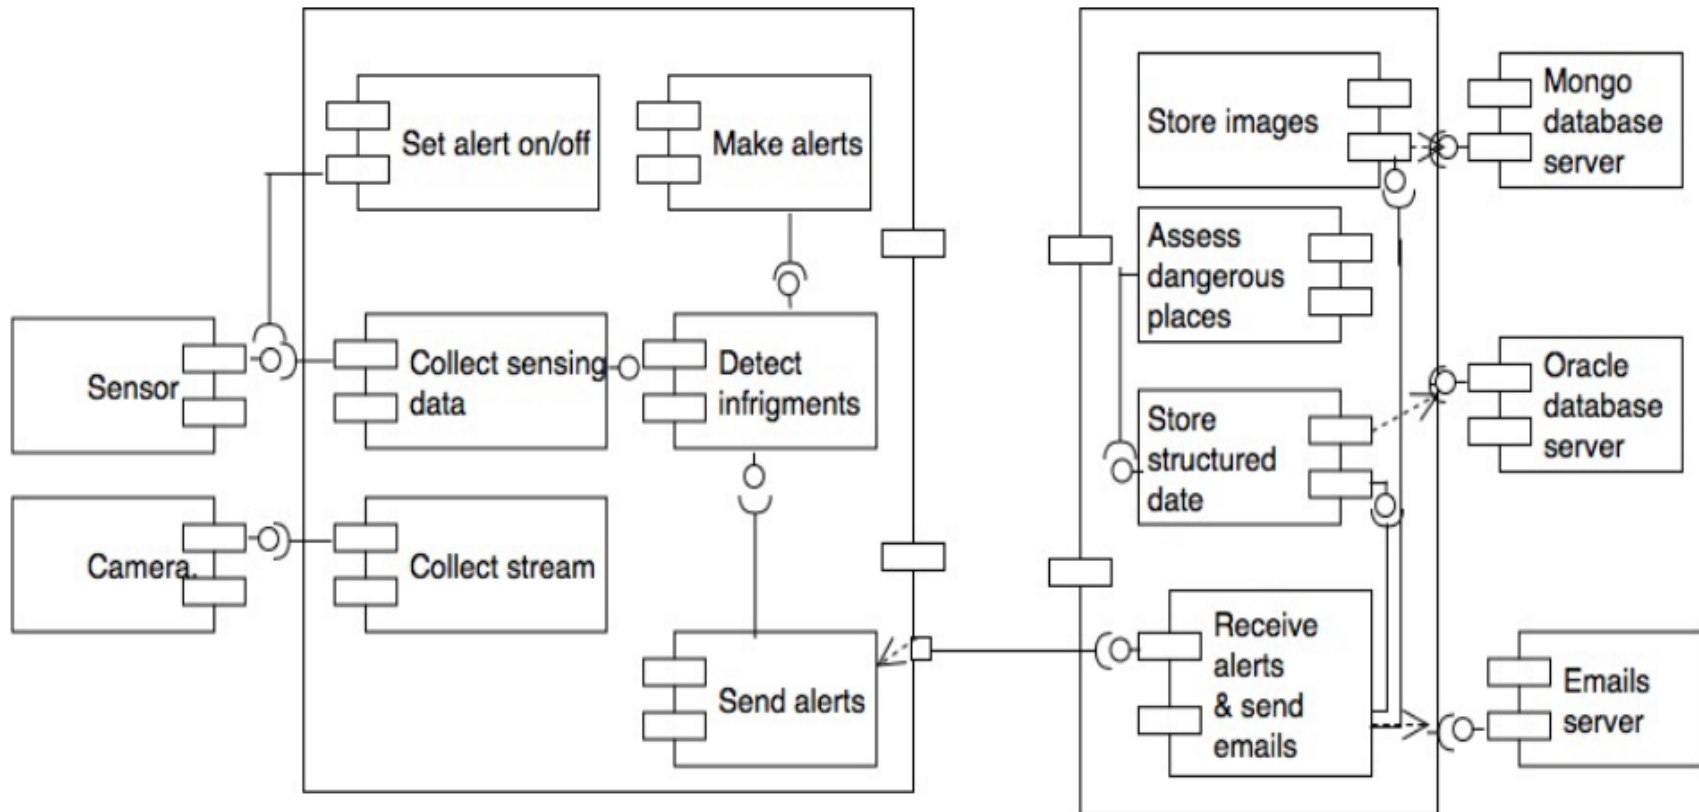 Set alert on/off
Make alerts
Sensor
Collect sensing
data
Detect
infrigments
Camera.
Collect stream
Send alerts
Store images
Mongo
database
server
Assess
dangerous
places
Store
structured
date
Oracle
database
server
Receive
alerts
& send
emails
Emails
server